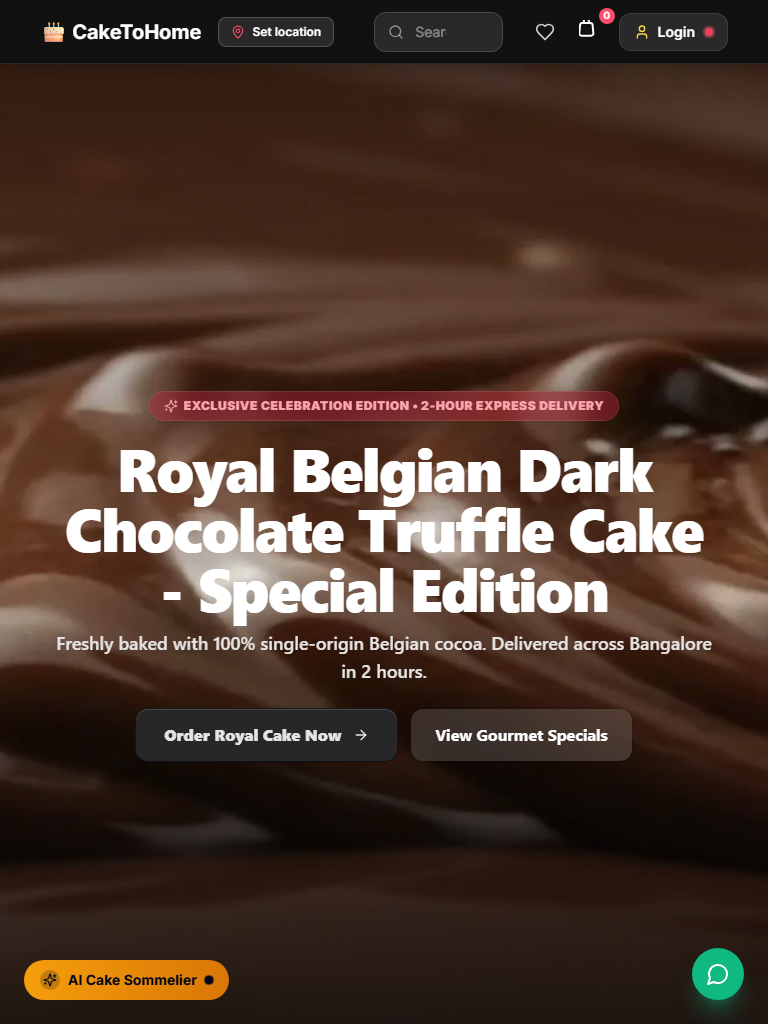 CakeToHome
Set location
Sear
0
Login
EXCLUSIVE CELEBRATION EDITION • 2-HOUR EXPRESS DELIVERY
Royal Belgian Dark
Chocolate Truffle Cake
- Special Edition
Freshly baked with 100% single-origin Belgian cocoa. Delivered across Bangalore
in 2 hours.
Order Royal Cake Now →
View Gourmet Specials
AI Cake Sommelier